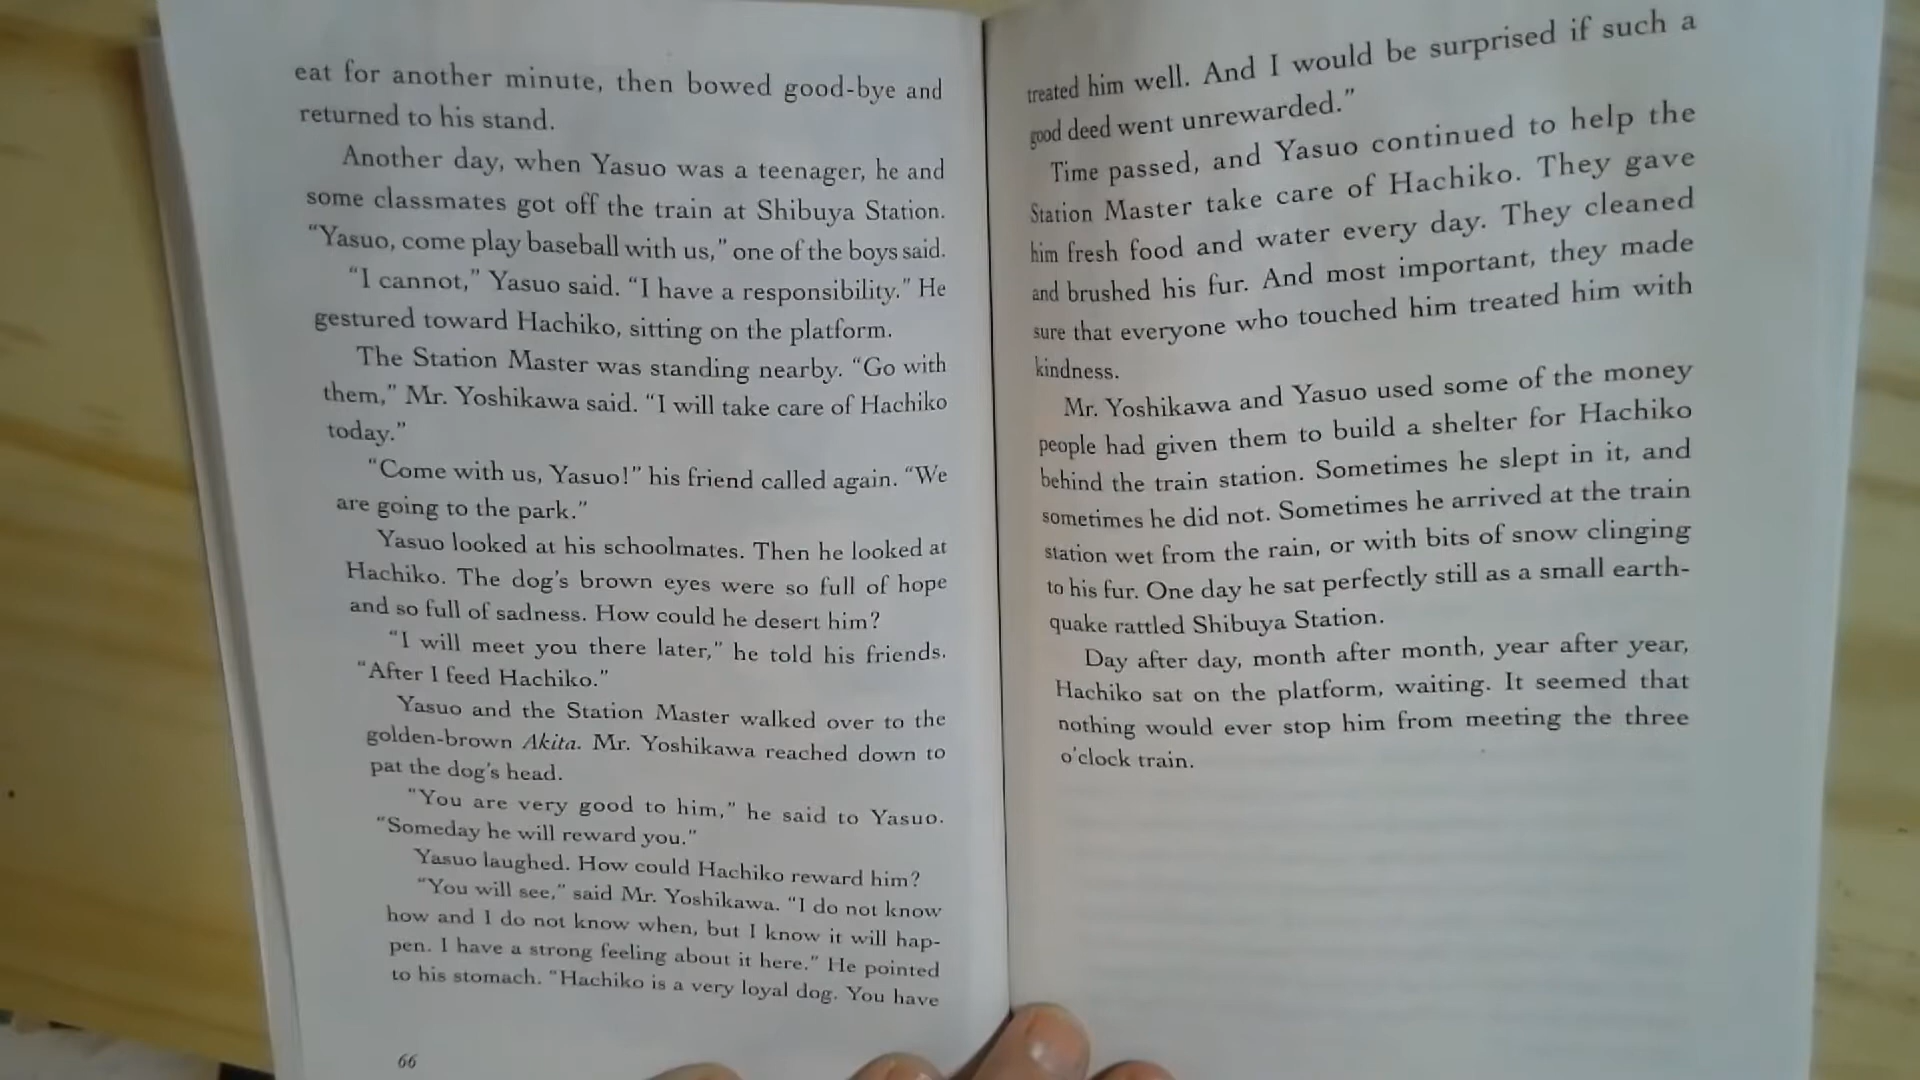 eat for another minute, then bowed good-bye and
returned to his stand.
Another day, when Yasuo was a teenager, he and
some classmates got off the train at Shibuya Station.
“Yasuo, come play baseball with us,” one of the boys said.
“I cannot,” Yasuo said. “I have a responsibility.” He
gestured toward Hachiko, sitting on the platform.
The Station Master was standing nearby. “Go with
them,” Mr. Yoshikawa said. “I will take care of Hachiko
today.”
“Come with us, Yasuo!” his friend called again. “We
are going to the park.”
Yasuo looked at his schoolmates. Then he looked at
Hachiko. The dog’s brown eyes were so full of hope
and so full of sadness. How could he desert him?
“I will meet you there later,” he told his friends.
“After I feed Hachiko.”
Yasuo and the Station Master walked over to the
golden-brown Akita. Mr. Yoshikawa reached down to
pat the dog’s head.
“You are very good to him,” he said to Yasuo.
“Someday he will reward you.”
Yasuo laughed. How could Hachiko reward him?
“You will see,” said Mr. Yoshikawa. “I do not know
how and I do not know when, but I know it will hap-
pen. I have a strong feeling about it here.” He pointed
to his stomach. “Hachiko is a very loyal dog. You have
66
treated him well. And I would be surprised if such a
good deed went unrewarded.”
Time passed, and Yasuo continued to help the
Station Master take care of Hachiko. They gave
him fresh food and water every day. They cleaned
and brushed his fur. And most important, they made
sure that everyone who touched him treated him with
kindness.
Mr. Yoshikawa and Yasuo used some of the money
people had given them to build a shelter for Hachiko
behind the train station. Sometimes he slept in it, and
sometimes he did not. Sometimes he arrived at the train
station wet from the rain, or with bits of snow clinging
to his fur. One day he sat perfectly still as a small earth-
quake rattled Shibuya Station.
Day after day, month after month, year after year,
Hachiko sat on the platform, waiting. It seemed that
nothing would ever stop him from meeting the three
o’clock train.